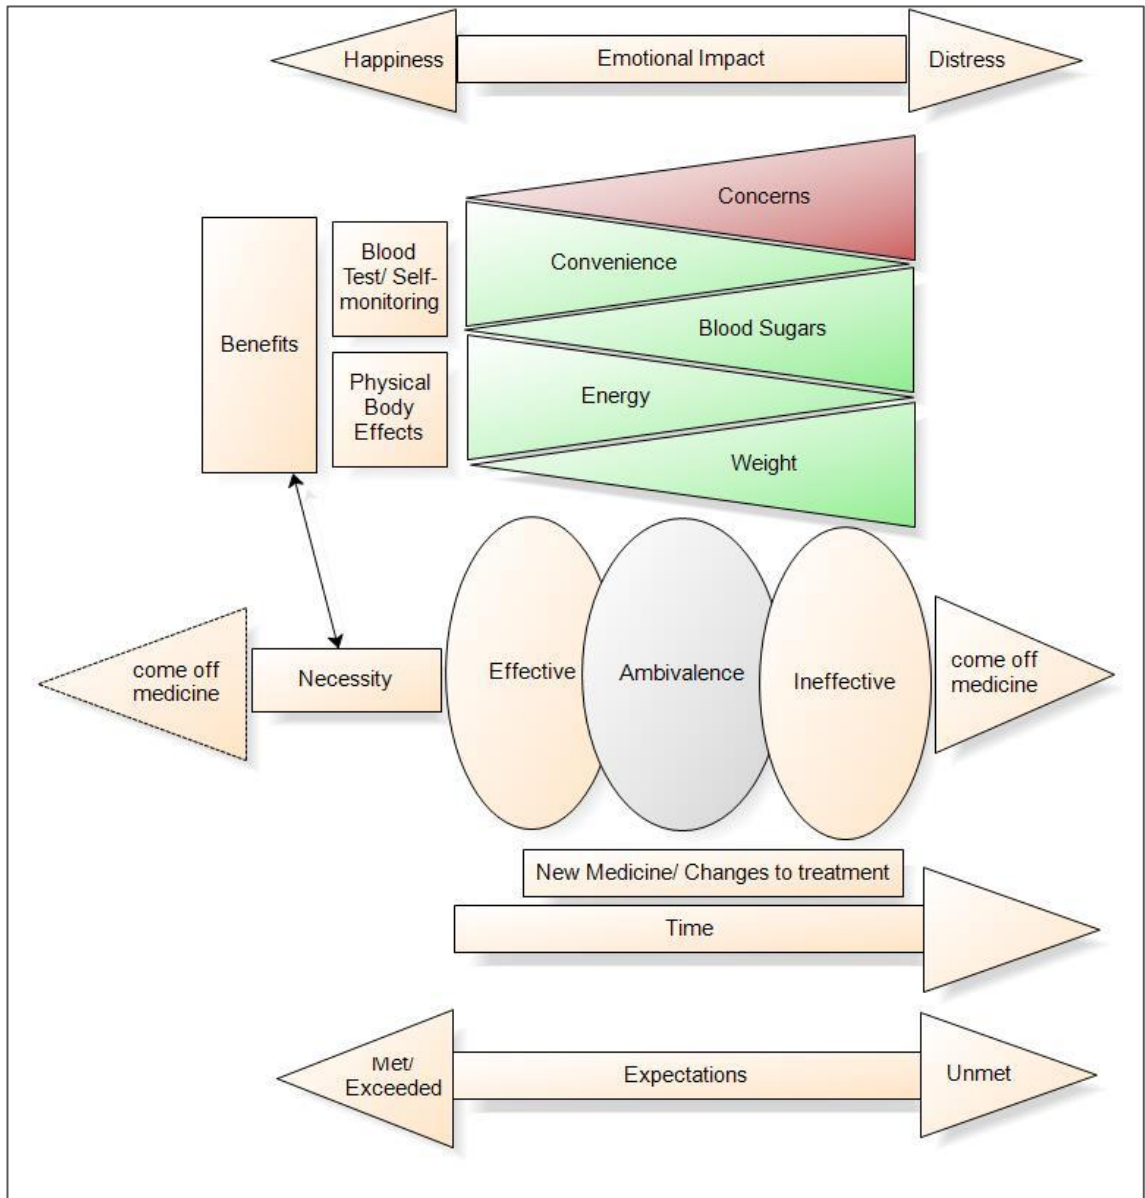 Happiness
Emotional Impact
Distress
Concerns
Blood
Test/ Self-
monitoring
Convenience
Benefits
Blood Sugars
Physical
Body
Effects
Energy
Weight
come off
medicine
Necessity
Effective
Ambivalence
Ineffective
come off
medicine
New Medicine/ Changes to treatment
Time
Met/
Exceeded
Expectations
Unmet